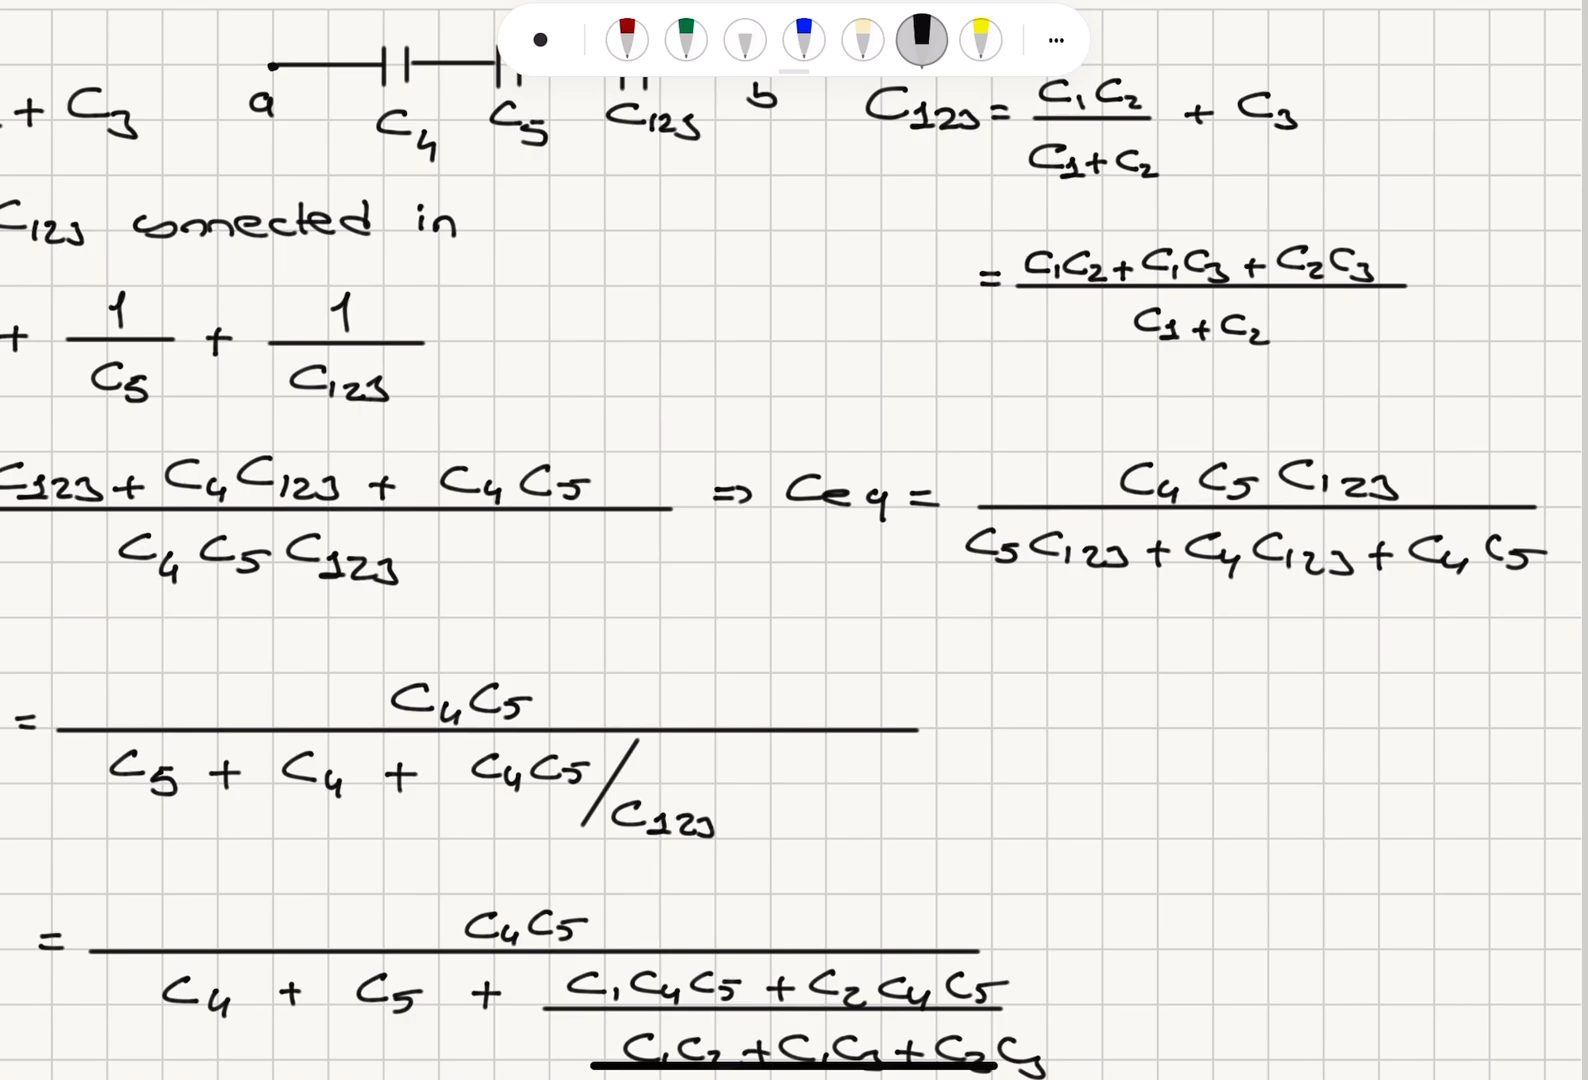 + C3 a C4 C5 C123 b C123 = C1C2 / C1+C2 + C3
C123 connected in
= C1C2 + C1C3 + C2C3 / C1 + C2
+ 1 / C5 + 1 / C123
C123 + C4C123 + C4C5 / C4C5C123 => Ceq = C4C5C123 / C5C123 + C4C123 + C4C5
= C4C5 / C5 + C4 + C4C5/C123
= C4C5 / C4 + C5 + C1C4C5 + C2C4C5 / C1C2 + C1C3 + C2C3